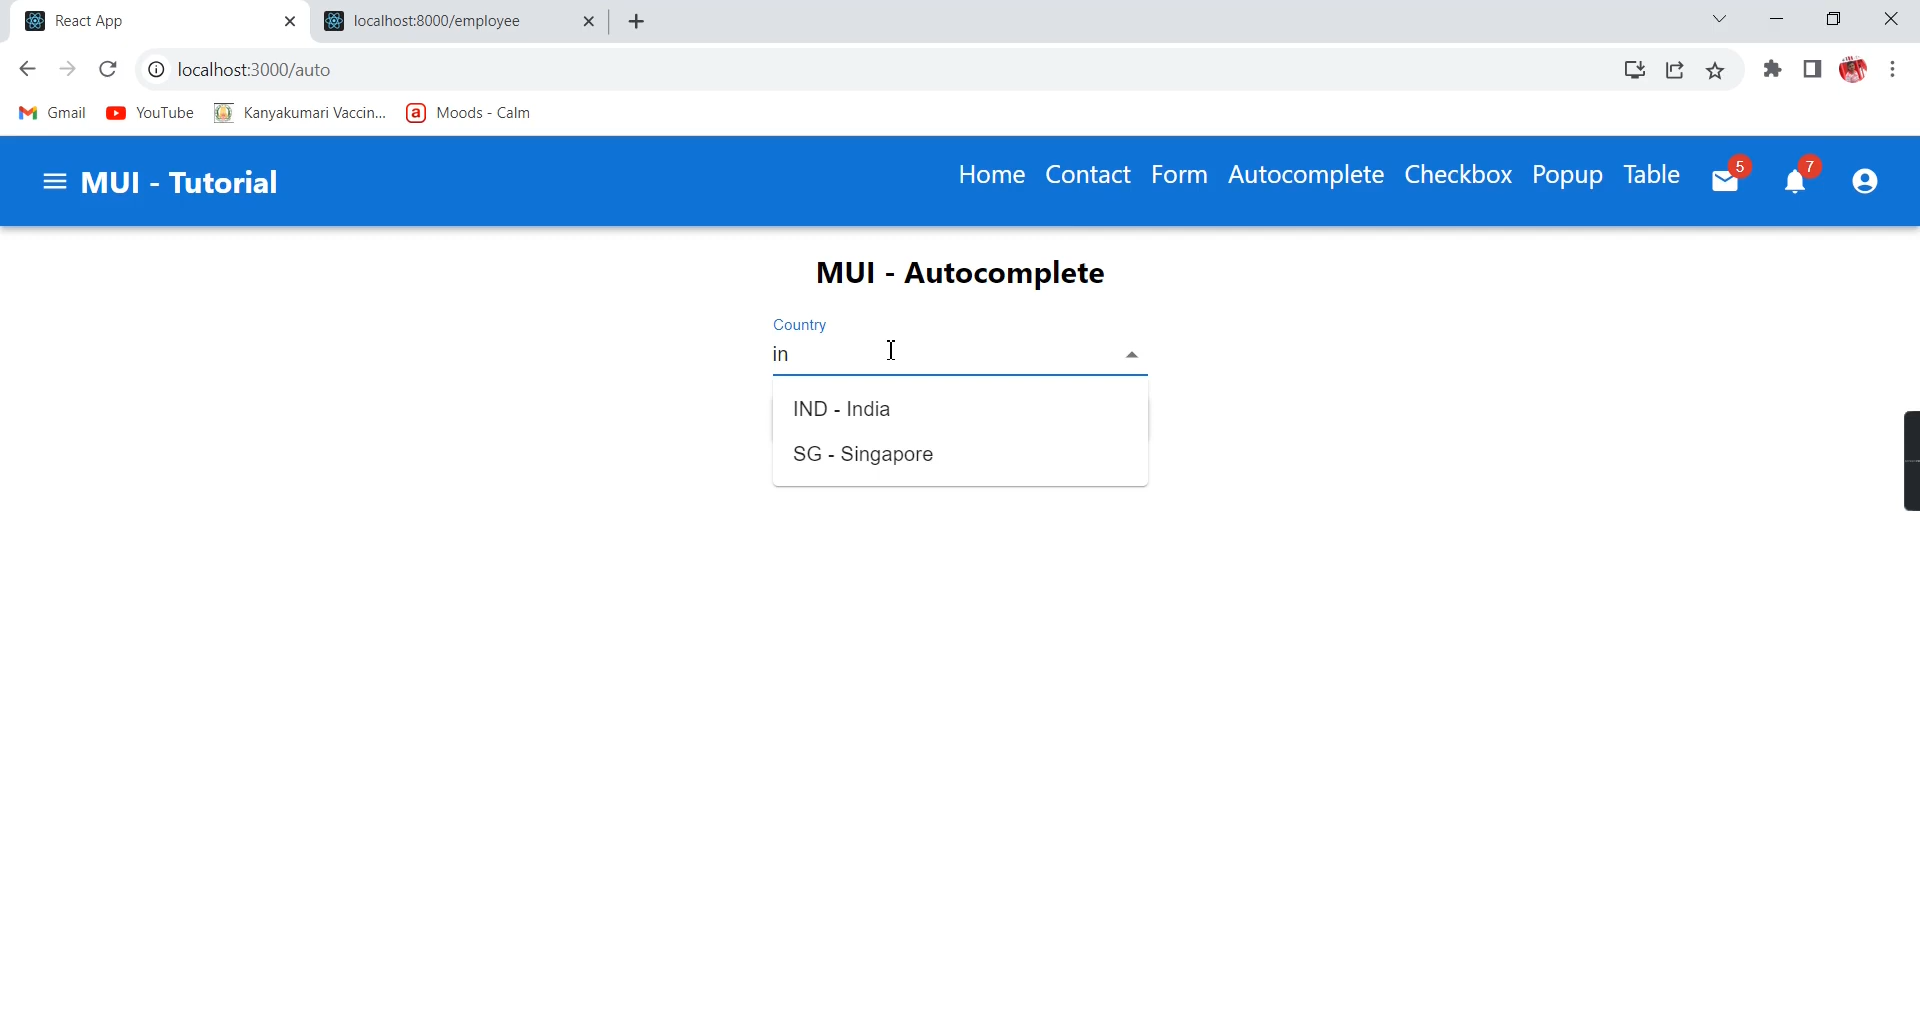 React App
localhost:8000/employee
localhost:3000/auto
Gmail
YouTube
Kanyakumari Vaccin...
Moods - Calm
MUI - Tutorial
Home Contact Form Autocomplete Checkbox Popup Table
5
7
MUI - Autocomplete
Country
in
IND - India
SG - Singapore